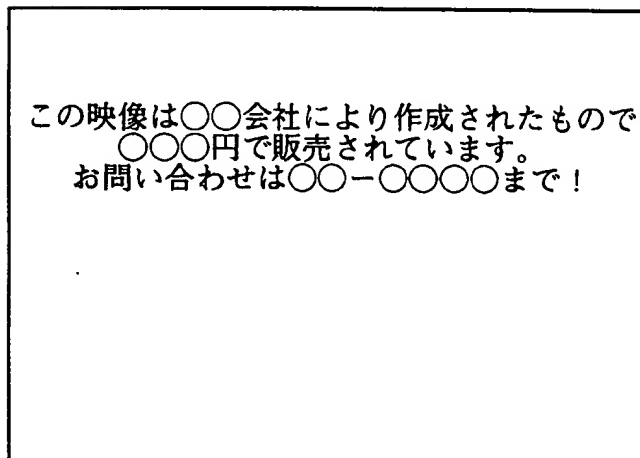 この映像は○○会社により作成されたもので
○○○円で販売されています。
お問い合わせは○○ー○○○○まで！